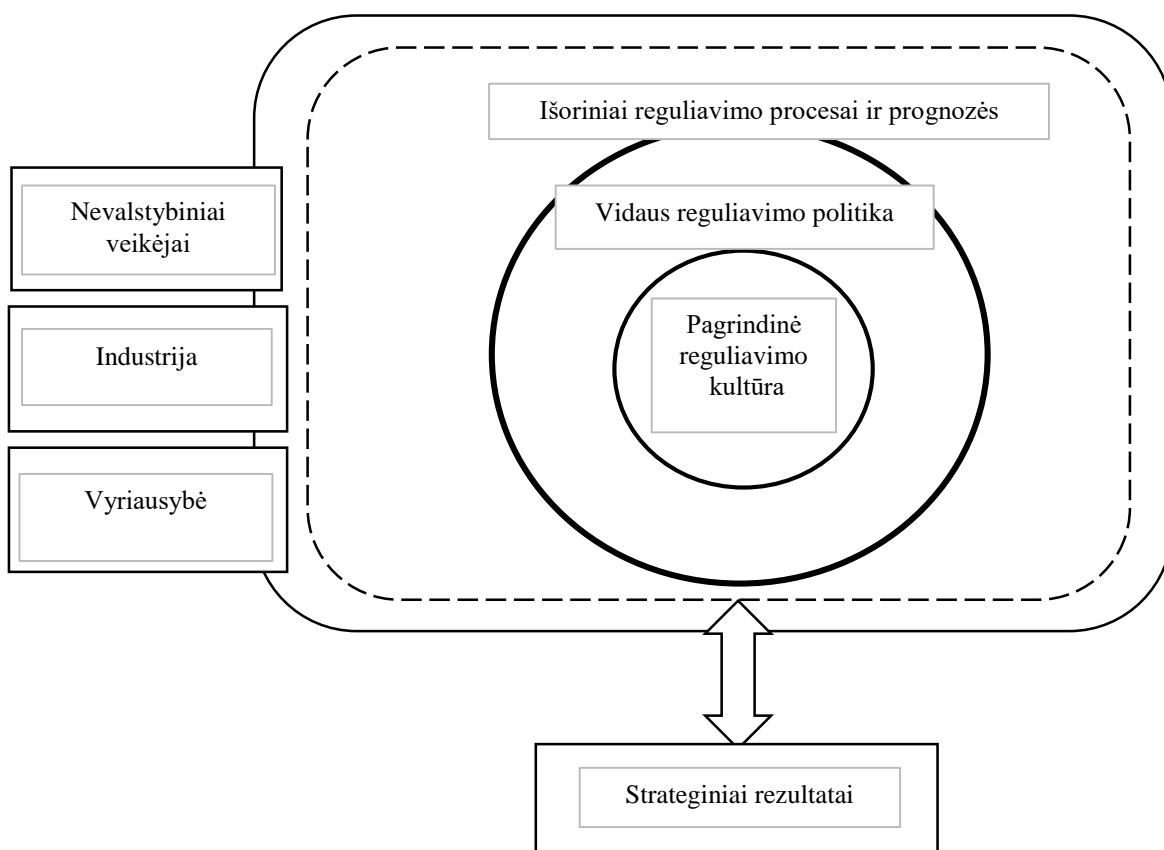 Išoriniai reguliavimo procesai ir prognozės
Vidaus reguliavimo politika
Pagrindinė
reguliavimo
kultūra
Nevalstybiniai
veikėjai
Industrija
Vyriausybė
Strateginiai rezultatai